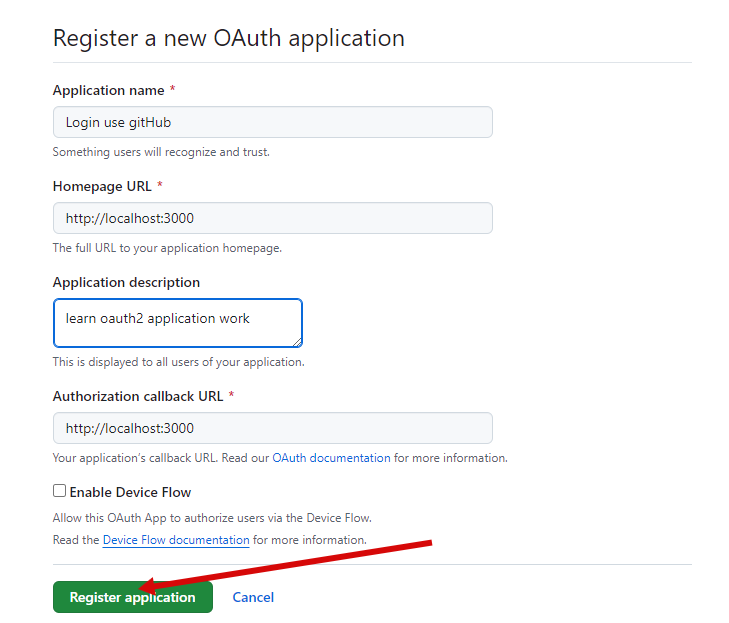 Register a new OAuth application
Application name *
Login use gitHub
Something users will recognize and trust.
Homepage URL *
http://localhost:3000
The full URL to your application homepage.
Application description
learn oauth2 application work
This is displayed to all users of your application.
Authorization callback URL *
http://localhost:3000
Your application's callback URL. Read our OAuth documentation for more information.
Enable Device Flow
Allow this OAuth App to authorize users via the Device Flow.
Read the Device Flow documentation for more information.
Register application Cancel